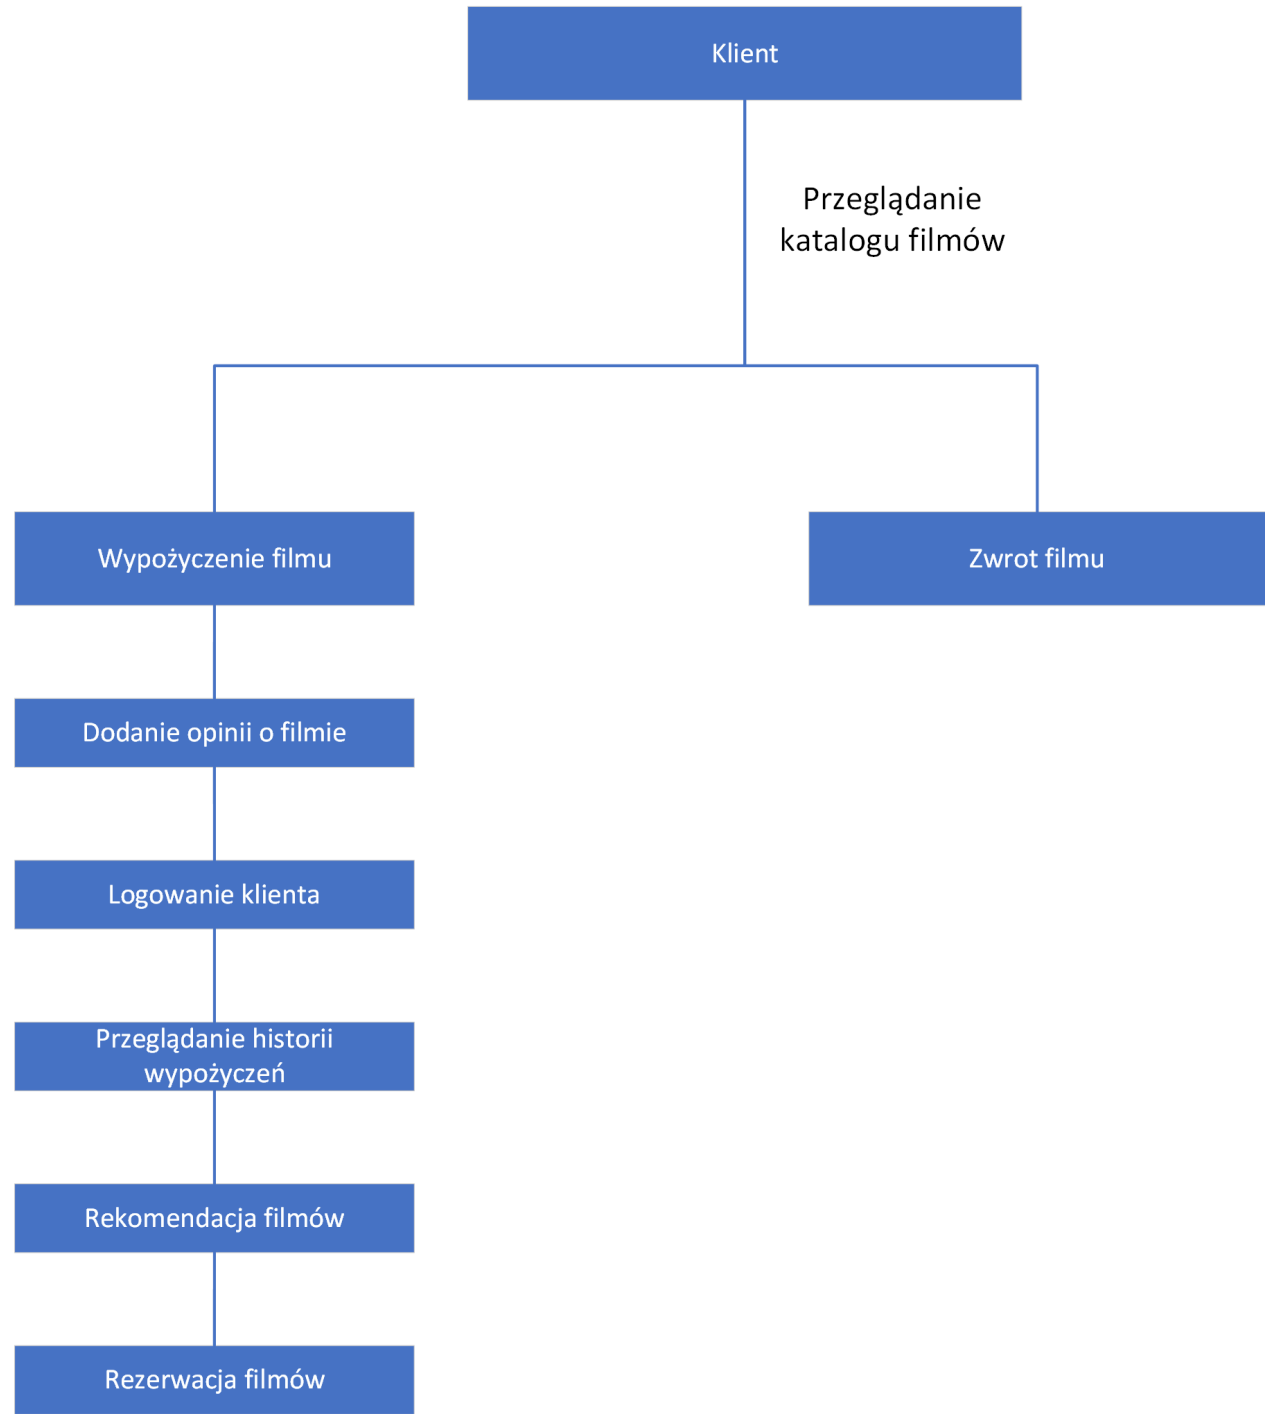 Klient
Przeglądanie
katalogu filmów
Wypożyczenie filmu
Zwrot filmu
Dodanie opinii o filmie
Logowanie klienta
Przeglądanie historii
wypożyczeń
Rekomendacja filmów
Rezerwacja filmów